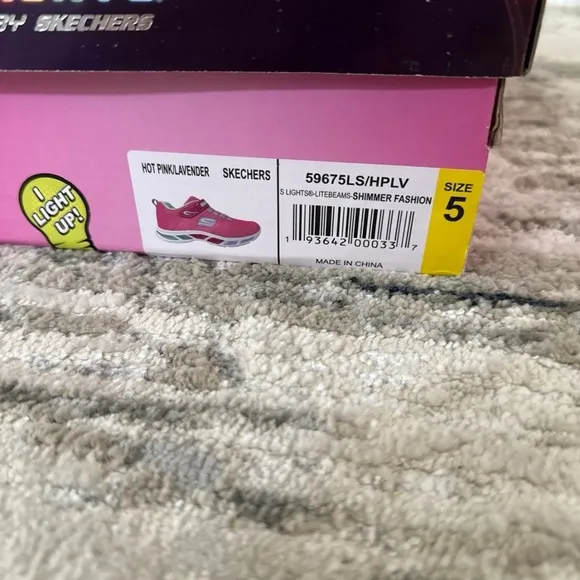 BY SKECHERS
I
LIGHT
UP!
HOT PINK/LAVENDER SKECHERS
59675LS/HPLV
S LIGHTS®-LITEBEAMS-SHIMMER FASHION
1 93642 00033 7
MADE IN CHINA
SIZE
5